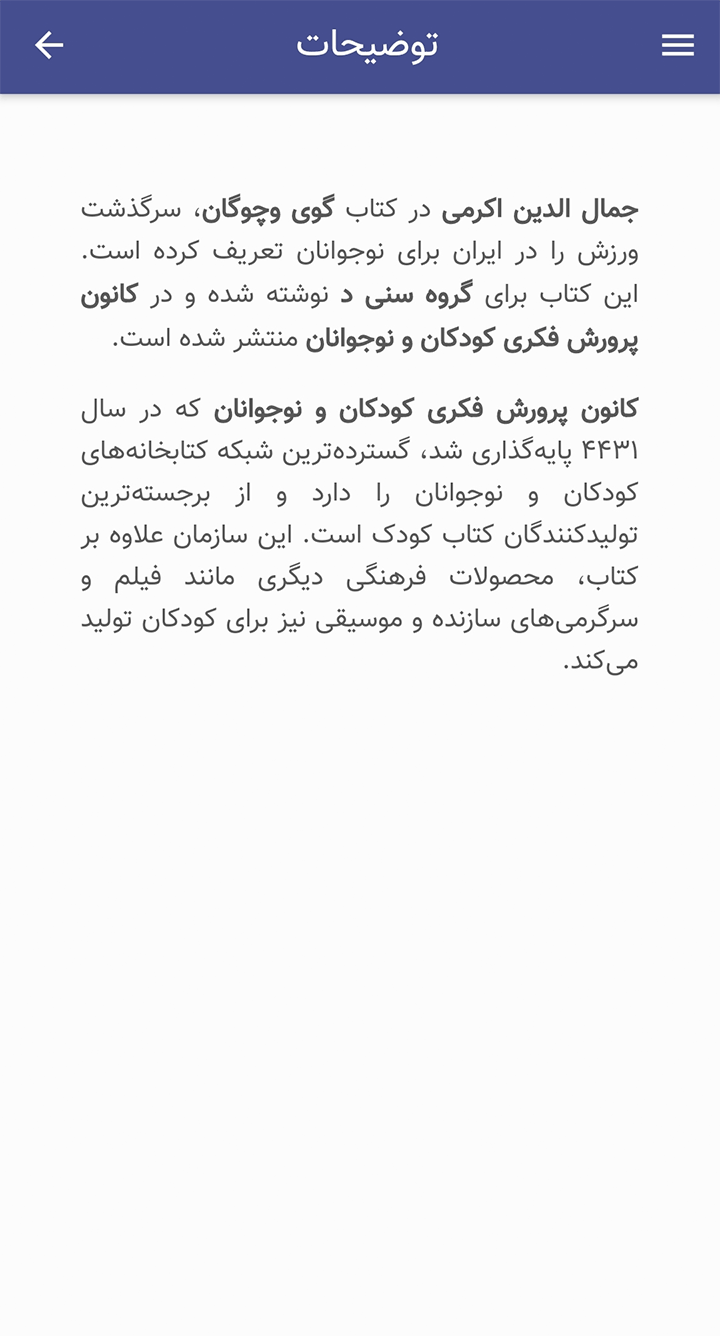 توضیحات
جمال الدین اکرمی در کتاب گوی وچوگان، سرگذشت
ورزش را در ایران برای نوجوانان تعریف کرده است.
این کتاب برای گروه سنی د نوشته شده و در کانون
پرورش فکری کودکان و نوجوانان منتشر شده است.
کانون پرورش فکری کودکان و نوجوانان که در سال
۴۴۳۱ پایه‌گذاری شد، گسترده‌ترین شبکه کتابخانه‌های
کودکان و نوجوانان را دارد و از برجسته‌ترین
تولیدکنندگان کتاب کودک است. این سازمان علاوه بر
کتاب، محصولات فرهنگی دیگری مانند فیلم و
سرگرمی‌های سازنده و موسیقی نیز برای کودکان تولید
می‌کند.